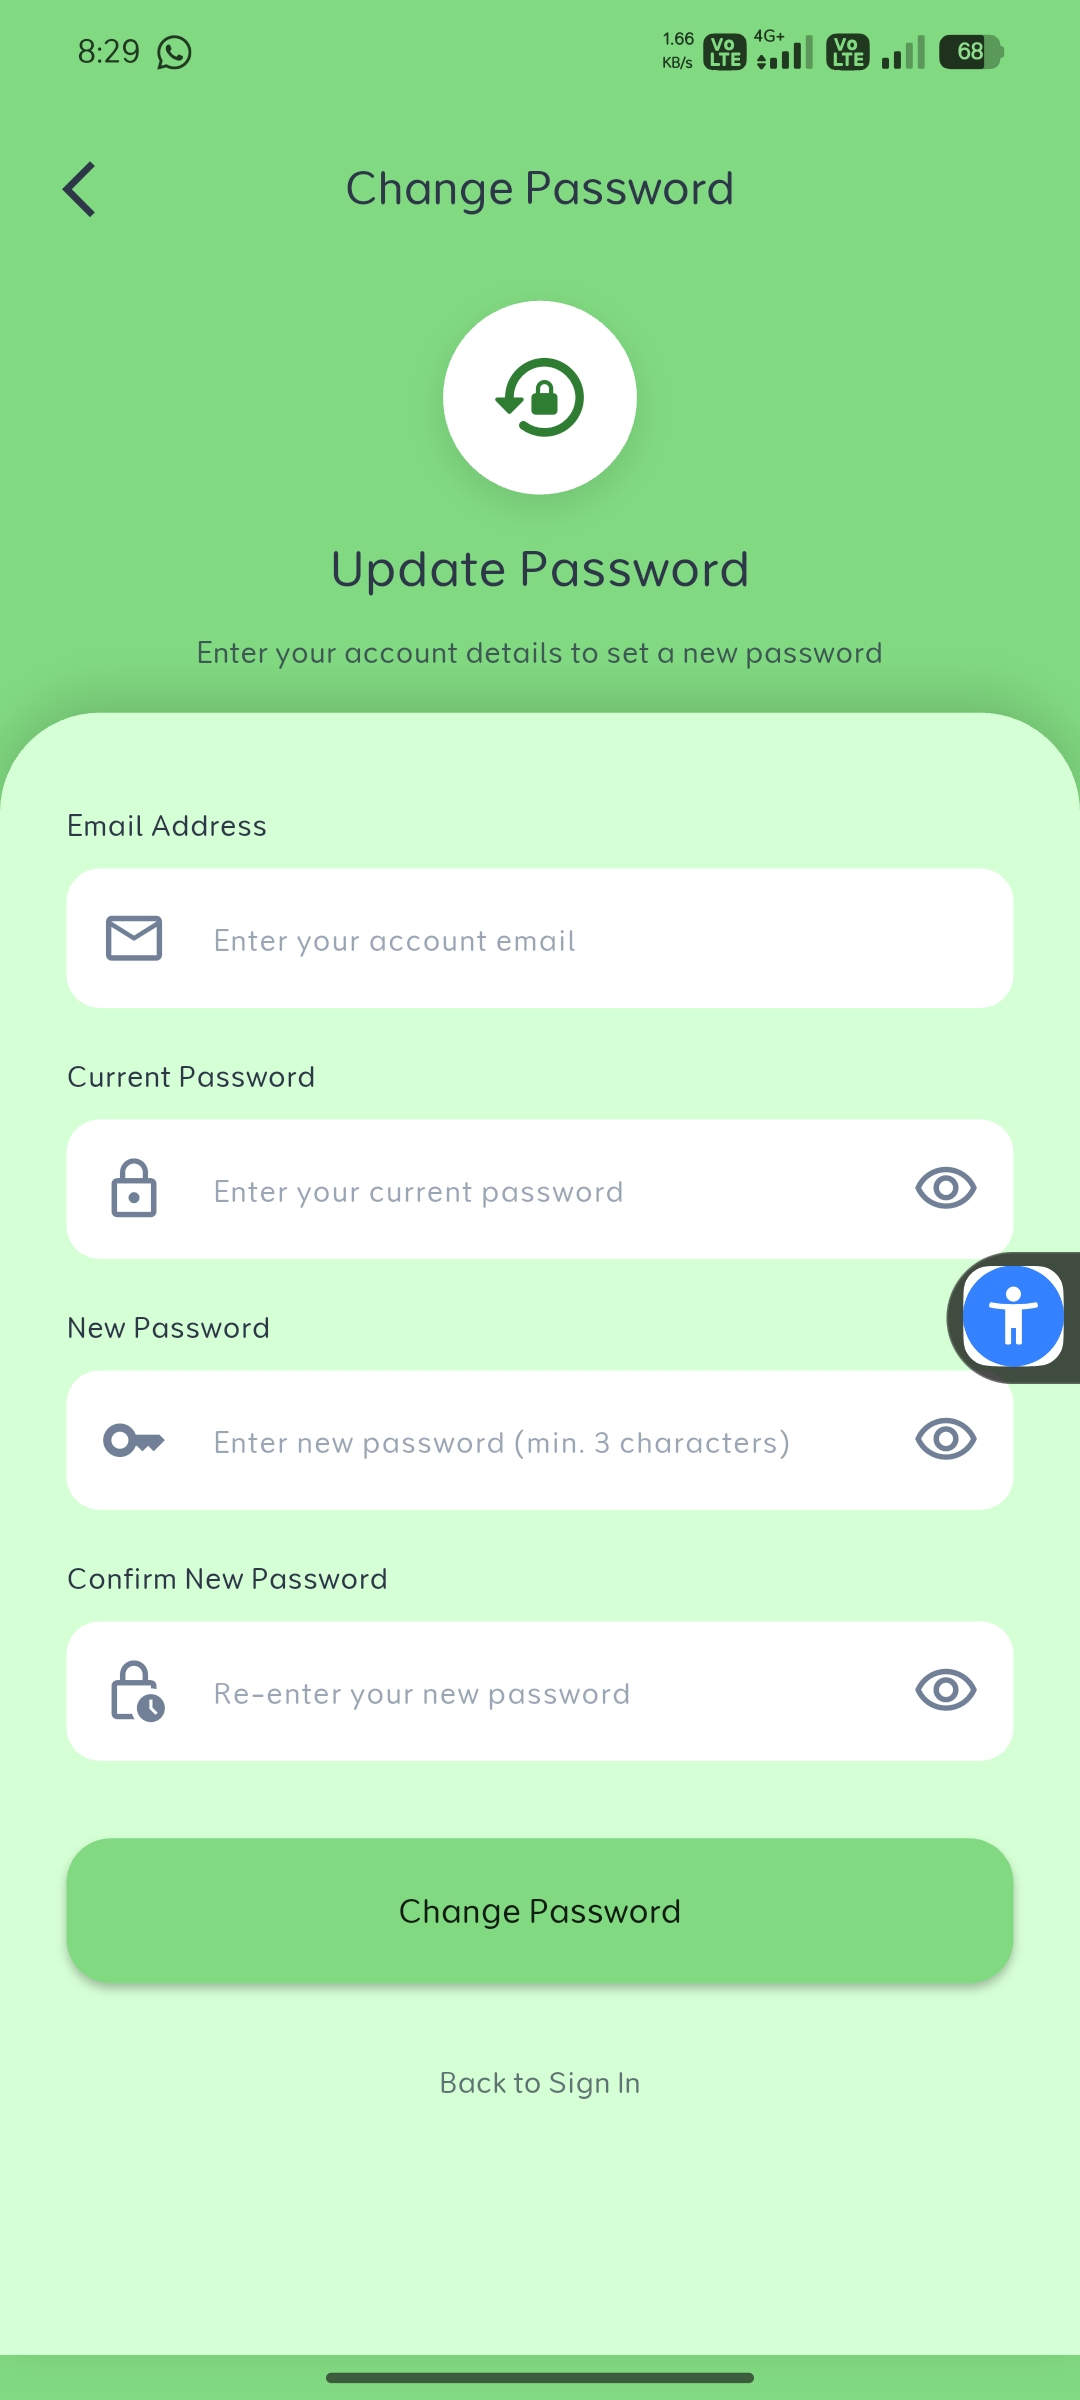 8:29
1.66
KB/s
Vo
LTE
4G+
Vo
LTE
68
Change Password
Update Password
Enter your account details to set a new password
Email Address
Enter your account email
Current Password
Enter your current password
New Password
Enter new password (min. 3 characters)
Confirm New Password
Re-enter your new password
Change Password
Back to Sign In